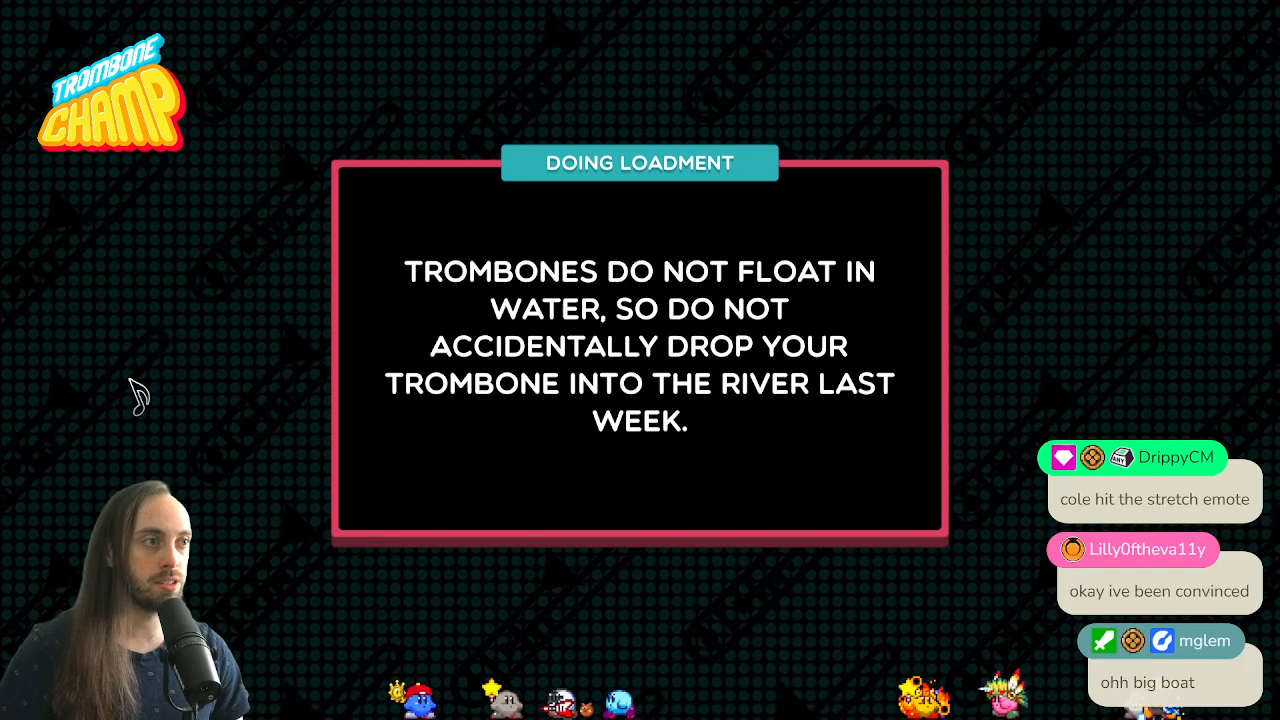 TROMBONE
CHAMP
DOING LOADMENT
TROMBONES DO NOT FLOAT IN
WATER, SO DO NOT
ACCIDENTALLY DROP YOUR
TROMBONE INTO THE RIVER LAST
WEEK.
DrippyCM
cole hit the stretch emote
Lilly0ftheva11y
okay ive been convinced
mglem
ohh big boat